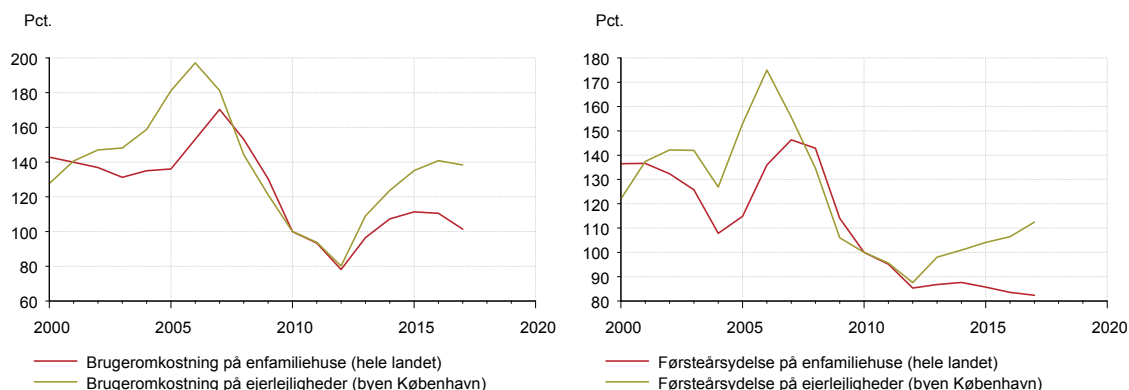 Pct.
200
180
160
140
120
100
80
60
2000 2005 2010 2015 2020
Brugeromkostning på enfamiliehuse (hele landet)
Brugeromkostning på ejerlejligheder (byen København)
Pct.
180
170
160
150
140
130
120
110
100
90
80
2000 2005 2010 2015 2020
Førsteårsydelse på enfamiliehuse (hele landet)
Førsteårsydelse på ejerlejligheder (byen København)